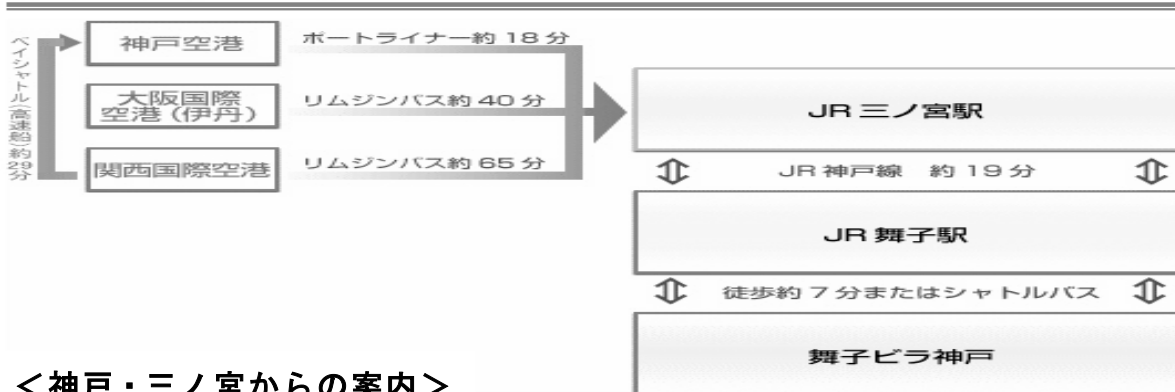 ベイシャトル(高速船)約29分
神戸空港
ポートライナー約18分
大阪国際
空港(伊丹)
リムジンバス約40分
関西国際空港
リムジンバス約65分
JR三ノ宮駅
JR神戸線 約19分
JR舞子駅
徒歩約7分またはシャトルバス
舞子ビラ神戸
<神戸・三ノ宮からの案内>